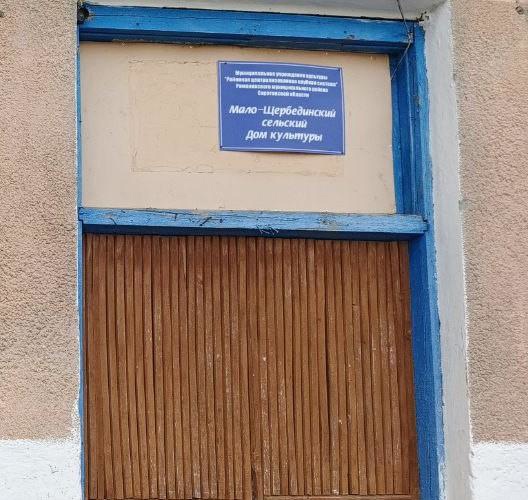 Муниципальное учреждение культуры
"Районная централизованная клубная система"
Романовского муниципального района
Саратовской области
Мало-Щербединский
сельский
Дом культуры